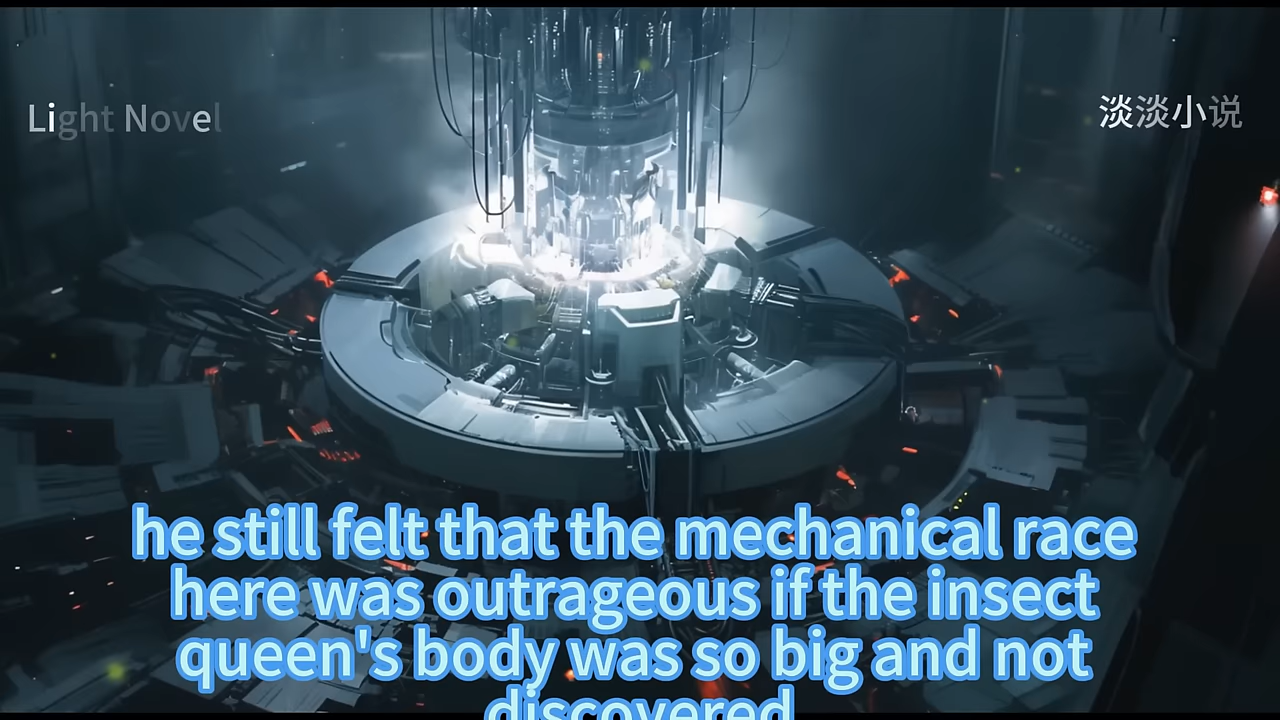 Light Novel
淡淡小说
he still felt that the mechanical race
here was outrageous if the insect
queen's body was so big and not
discovered